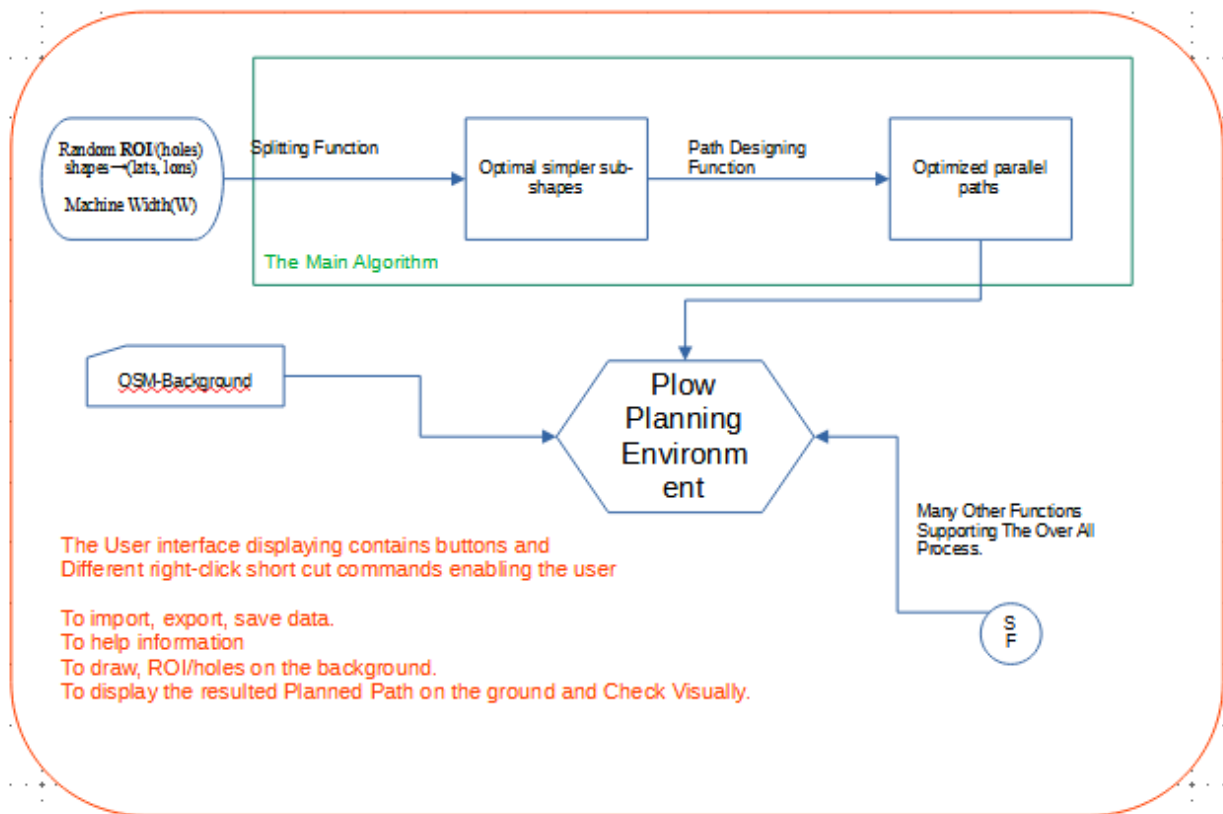 Random ROI (holes)
shapes→(lats, lons)
Machine Width(W)
Splitting Function
Optimal simpler sub-
shapes
Path Designing
Function
Optimized parallel
paths
The Main Algorithm
OSM-Background
Plow
Planning
Environm
ent
Many Other Functions
Supporting The Over All
Process.
S
F
The User interface displaying contains buttons and
Different right-click short cut commands enabling the user
To import, export, save data.
To help information
To draw, ROI/holes on the background.
To display the resulted Planned Path on the ground and Check Visually.